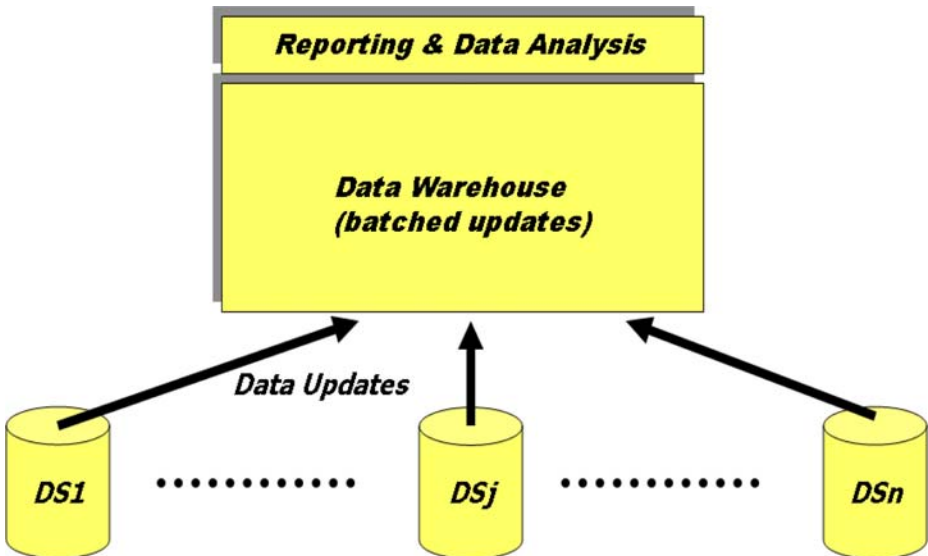 Reporting & Data Analysis
Data Warehouse
(batched updates)
Data Updates
DS1
DSj
DSn